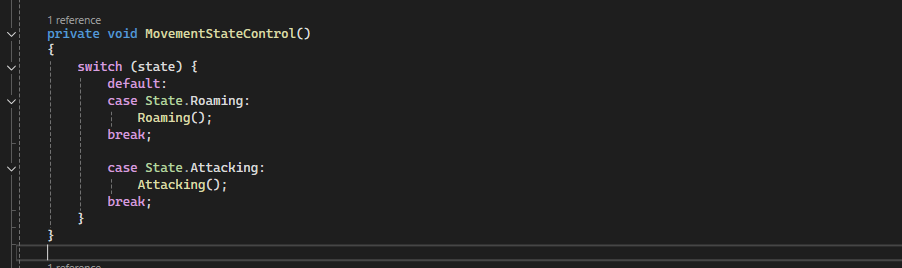 1 reference
private void MovementStateControl()
{
switch (state) {
default:
case State.Roaming:
Roaming();
break;
case State.Attacking:
Attacking();
break;
}
}
1 reference